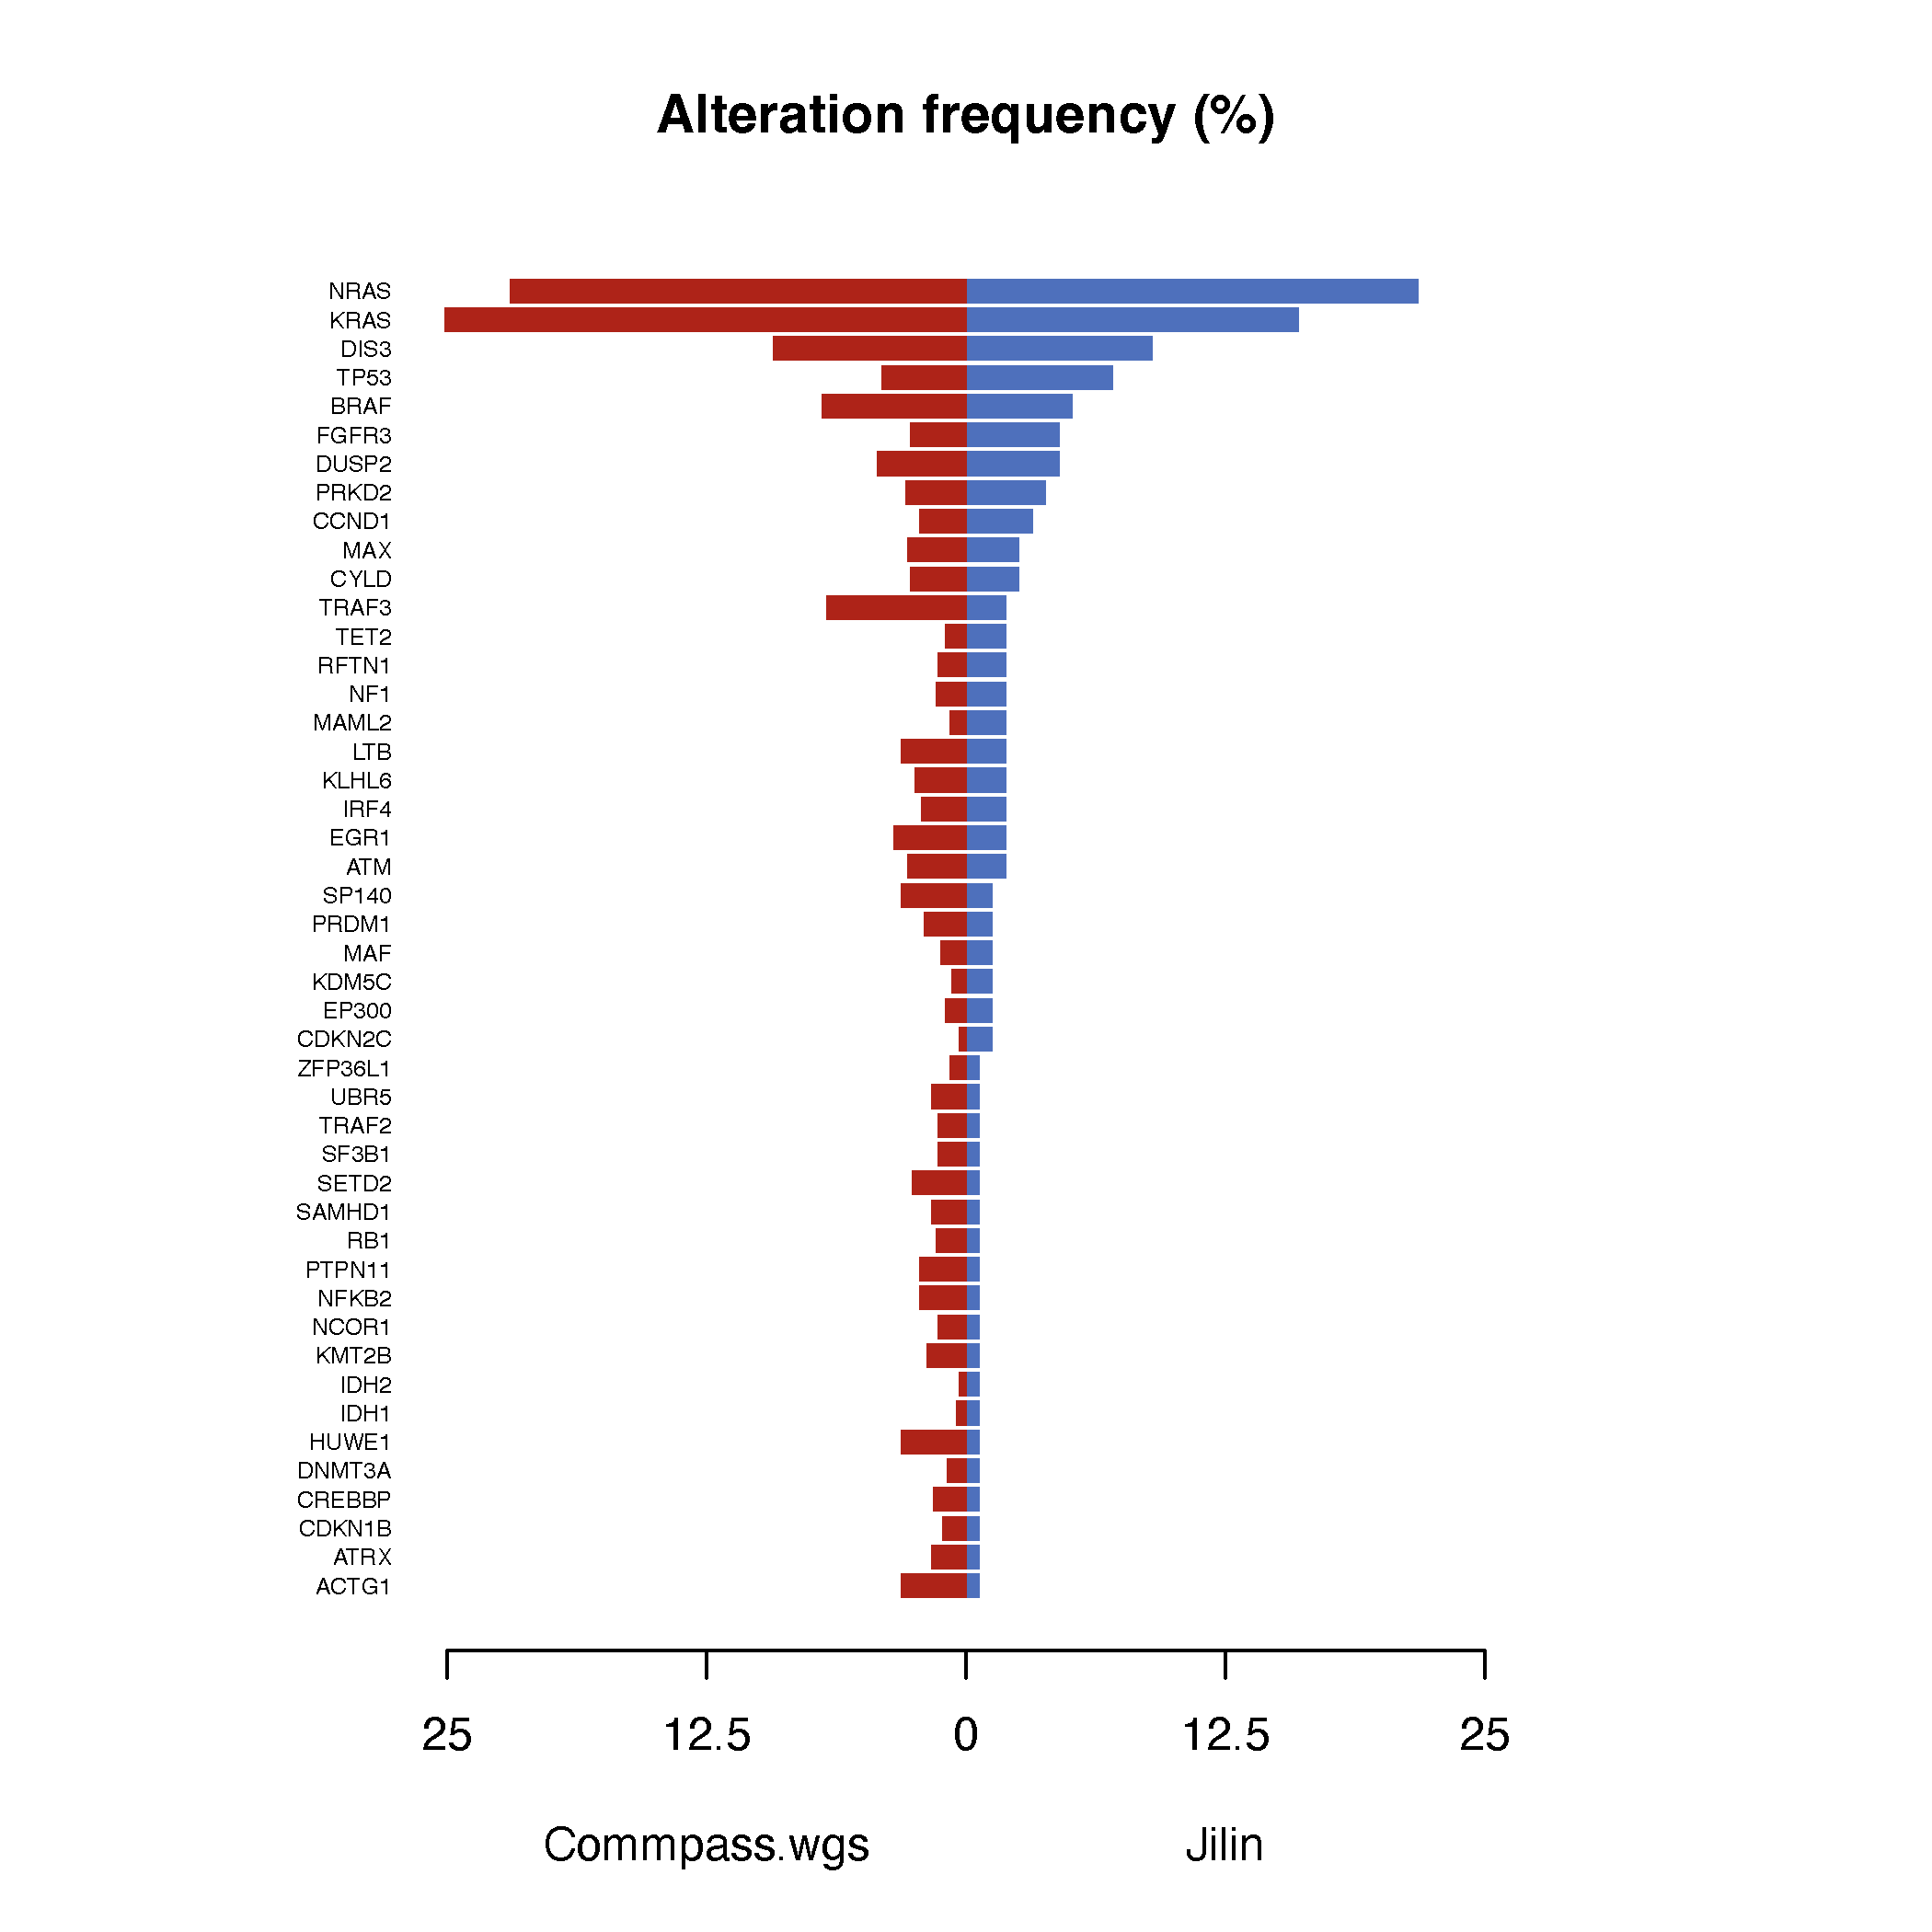 Alteration frequency (%)
NRAS
KRAS
DIS3
TP53
BRAF
FGFR3
DUSP2
PRKD2
CCND1
MAX
CYLD
TRAF3
TET2
RFTN1
NF1
MAML2
LTB
KLHL6
IRF4
EGR1
ATM
SP140
PRDM1
MAF
KDM5C
EP300
CDKN2C
ZFP36L1
UBR5
TRAF2
SF3B1
SETD2
SAMHD1
RB1
PTPN11
NFKB2
NCOR1
KMT2B
IDH2
IDH1
HUWE1
DNMT3A
CREBBP
CDKN1B
ATRX
ACTG1
25 12.5 0 12.5 25
Commpass.wgs Jilin